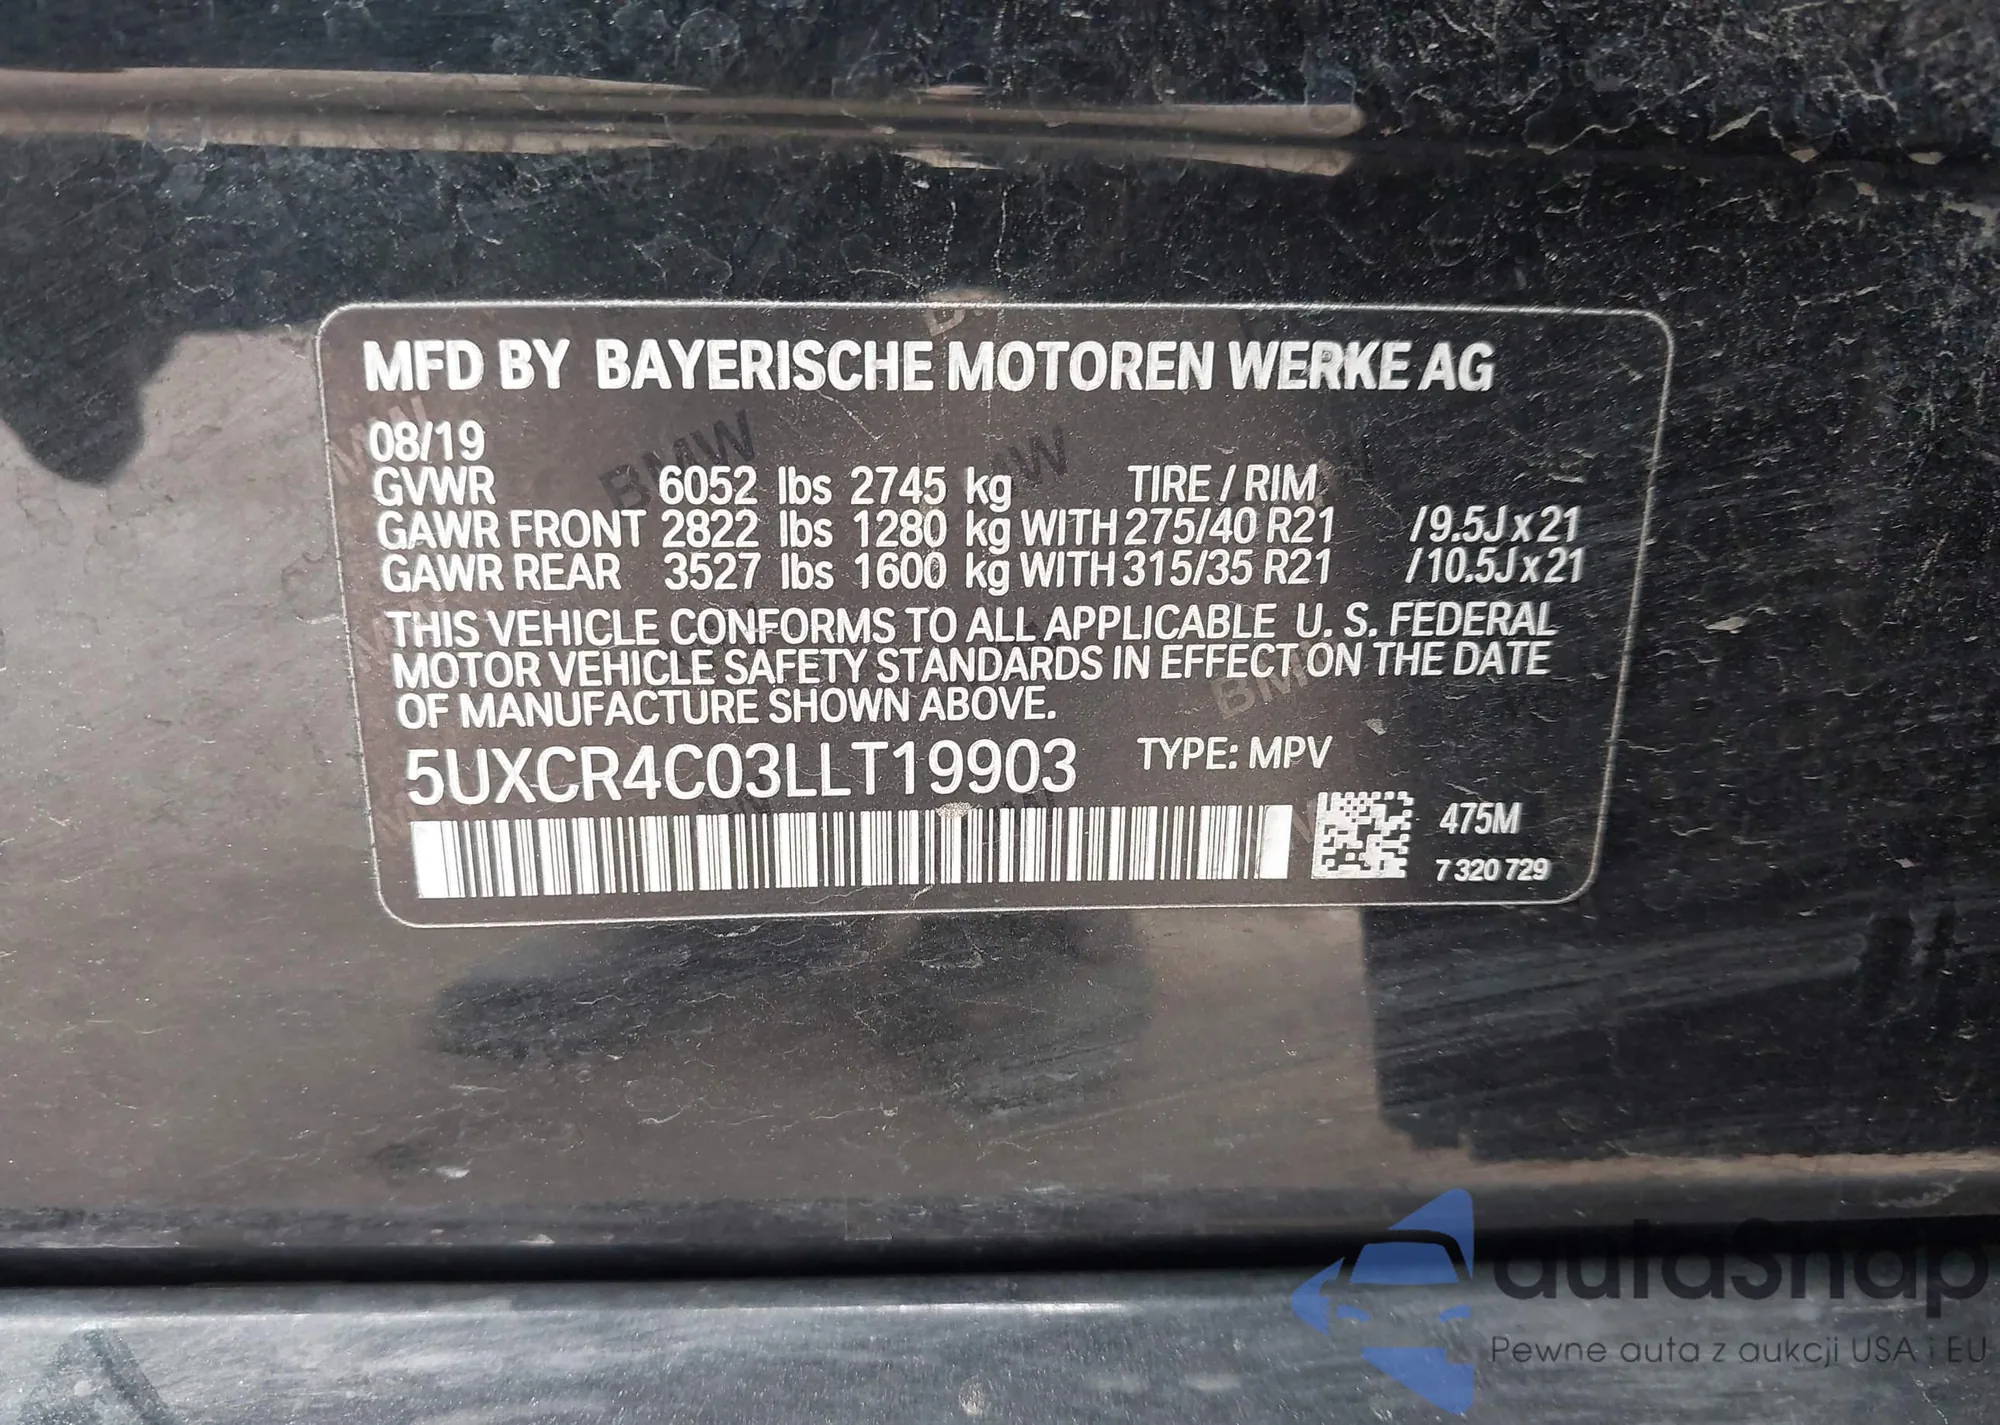 MFD BY BAYERISCHE MOTOREN WERKE AG
08/19
GVWR 6052 lbs 2745 kg TIRE / RIM
GAWR FRONT 2822 lbs 1280 kg WITH 275/40 R21 /9.5J x 21
GAWR REAR 3527 lbs 1600 kg WITH 315/35 R21 /10.5J x 21
THIS VEHICLE CONFORMS TO ALL APPLICABLE U. S. FEDERAL
MOTOR VEHICLE SAFETY STANDARDS IN EFFECT ON THE DATE
OF MANUFACTURE SHOWN ABOVE.
5UXCR4C03LLT19903 TYPE: MPV
475M
7 320 729
autoSnap
Pewne auta z aukcji USA i EU